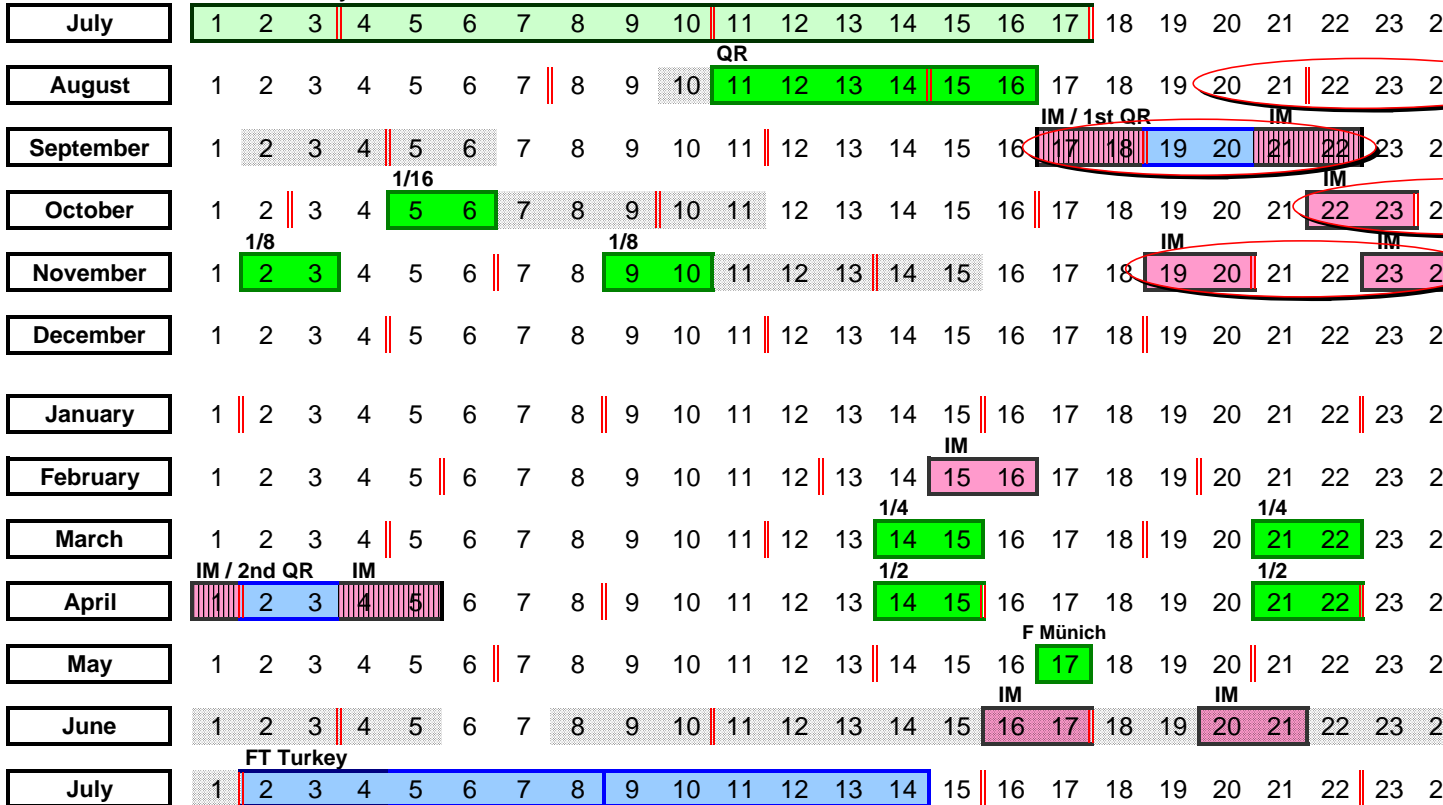 July 1 2 3 4 5 6 7 8 9 10 11 12 13 14 15 16 17 18 19 20 21 22 23
QR
August 1 2 3 4 5 6 7 8 9 10 11 12 13 14 15 16 17 18 19 20 21 22 23
IM / 1st QR IM
September 1 2 3 4 5 6 7 8 9 10 11 12 13 14 15 16 17 18 19 20 21 22 23
1/16 IM
October 1 2 3 4 5 6 7 8 9 10 11 12 13 14 15 16 17 18 19 20 21 22 23
1/8 1/8 IM IM
November 1 2 3 4 5 6 7 8 9 10 11 12 13 14 15 16 17 18 19 20 21 22 23
December 1 2 3 4 5 6 7 8 9 10 11 12 13 14 15 16 17 18 19 20 21 22 23
January 1 2 3 4 5 6 7 8 9 10 11 12 13 14 15 16 17 18 19 20 21 22 23
IM
February 1 2 3 4 5 6 7 8 9 10 11 12 13 14 15 16 17 18 19 20 21 22 23
1/4 1/4
March 1 2 3 4 5 6 7 8 9 10 11 12 13 14 15 16 17 18 19 20 21 22 23
IM / 2nd QR IM 1/2 1/2
April 1 2 3 4 5 6 7 8 9 10 11 12 13 14 15 16 17 18 19 20 21 22 23
F Münich
May 1 2 3 4 5 6 7 8 9 10 11 12 13 14 15 16 17 18 19 20 21 22 23
IM IM
June 1 2 3 4 5 6 7 8 9 10 11 12 13 14 15 16 17 18 19 20 21 22 23
FT Turkey
July 1 2 3 4 5 6 7 8 9 10 11 12 13 14 15 16 17 18 19 20 21 22 23